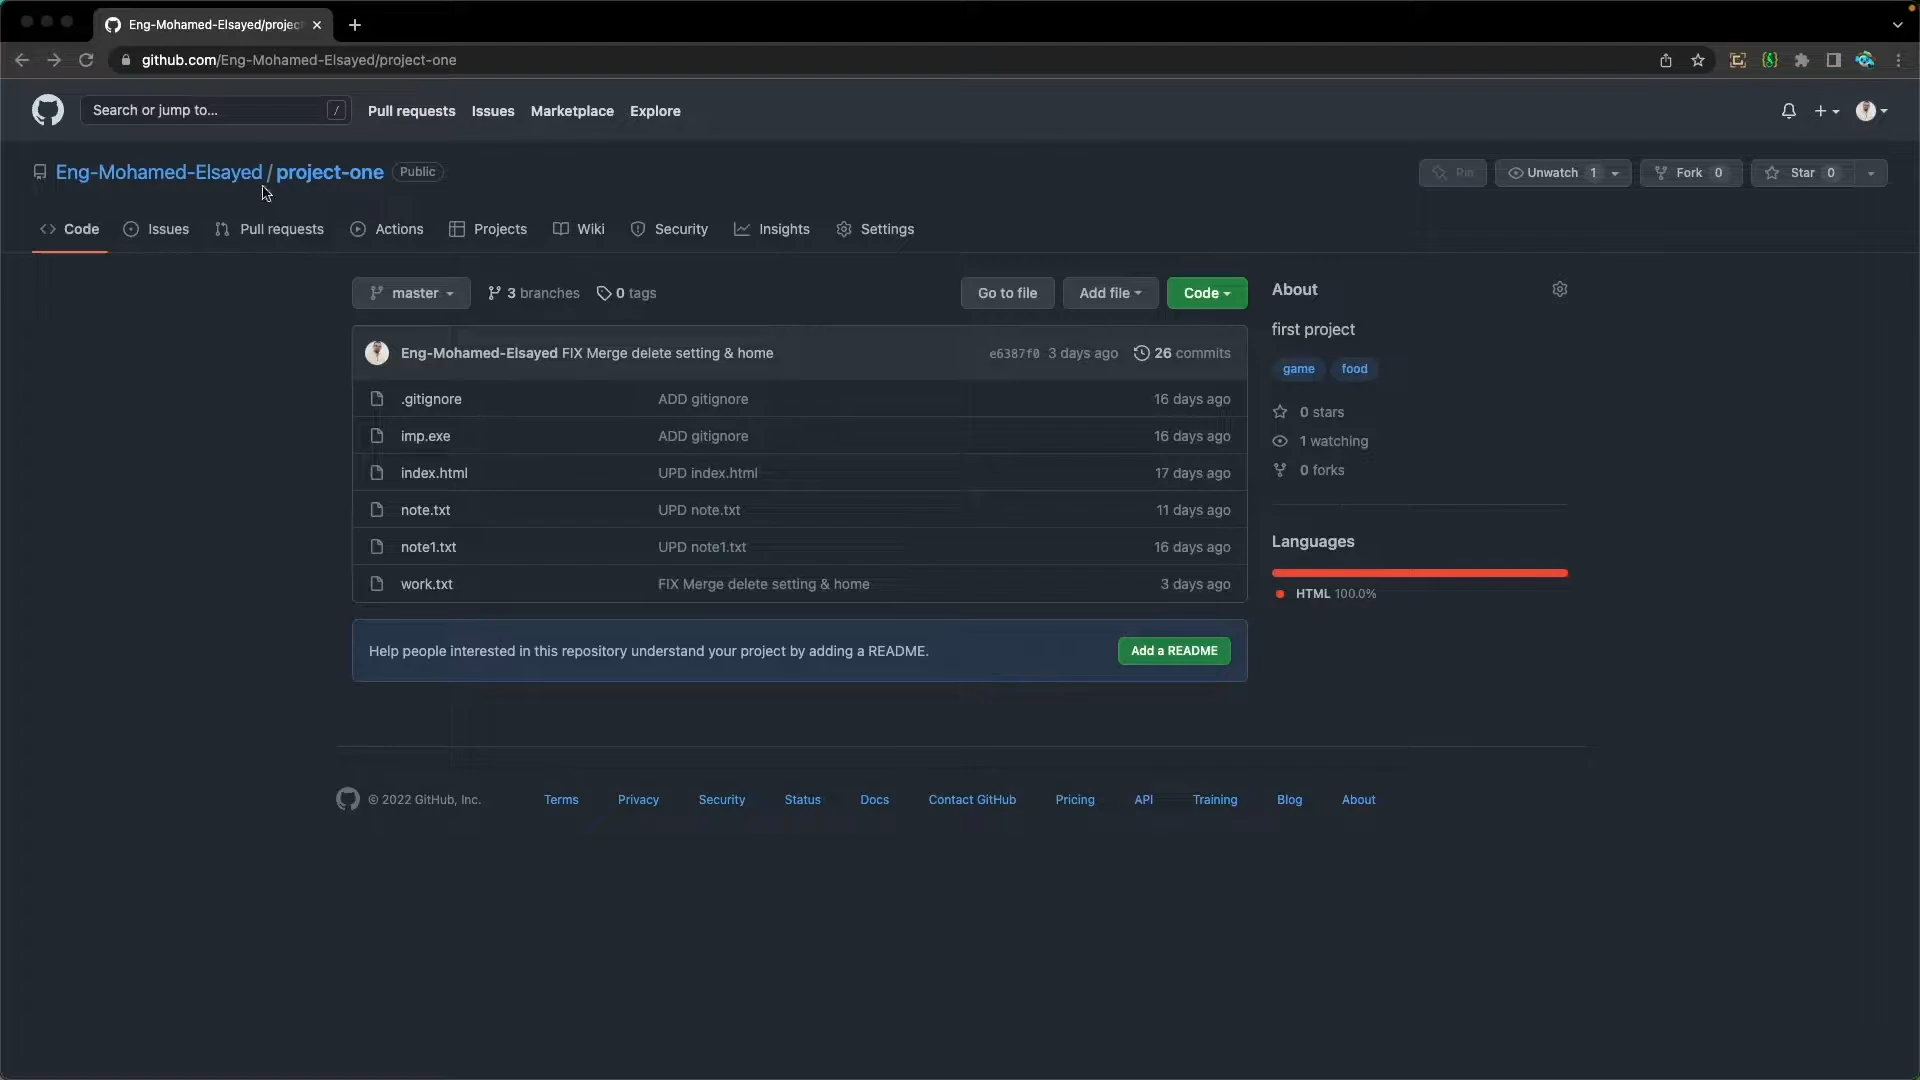 Eng-Mohamed-Elsayed/projec
github.com/Eng-Mohamed-Elsayed/project-one
Search or jump to... / Pull requests Issues Marketplace Explore
Eng-Mohamed-Elsayed / project-one Public Pin Unwatch 1 Fork 0 Star 0
Code Issues Pull requests Actions Projects Wiki Security Insights Settings
master 3 branches 0 tags Go to file Add file Code
Eng-Mohamed-Elsayed FIX Merge delete setting & home e6387f0 3 days ago 26 commits
.gitignore ADD gitignore 16 days ago
imp.exe ADD gitignore 16 days ago
index.html UPD index.html 17 days ago
note.txt UPD note.txt 11 days ago
note1.txt UPD note1.txt 16 days ago
work.txt FIX Merge delete setting & home 3 days ago
Help people interested in this repository understand your project by adding a README. Add a README
About
first project
game food
0 stars
1 watching
0 forks
Languages
HTML 100.0%
© 2022 GitHub, Inc. Terms Privacy Security Status Docs Contact GitHub Pricing API Training Blog About